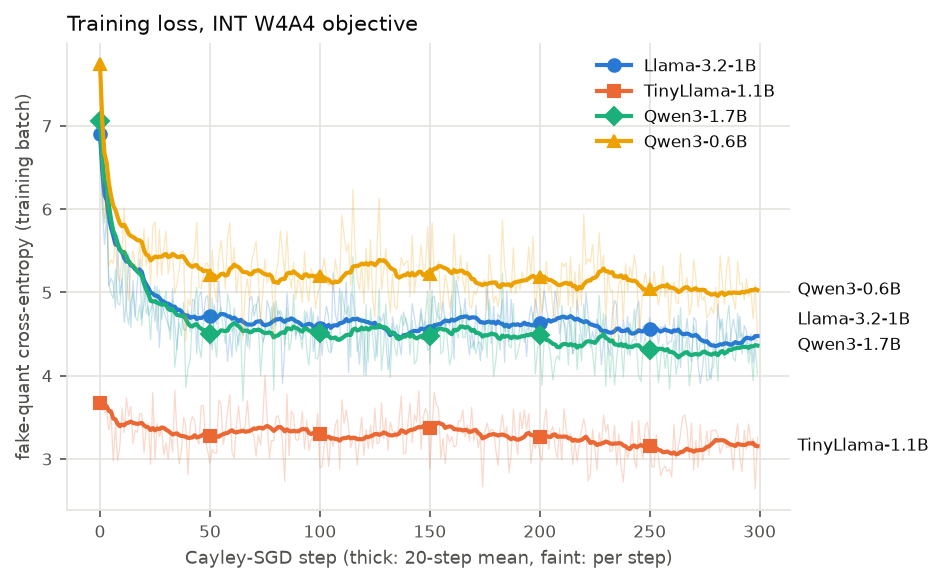 Training loss, INT W4A4 objective
Llama-3.2-1B
TinyLlama-1.1B
Qwen3-1.7B
Qwen3-0.6B
fake-quant cross-entropy (training batch)
7
6
5
4
3
Qwen3-0.6B
Llama-3.2-1B
Qwen3-1.7B
TinyLlama-1.1B
0 50 100 150 200 250 300
Cayley-SGD step (thick: 20-step mean, faint: per step)